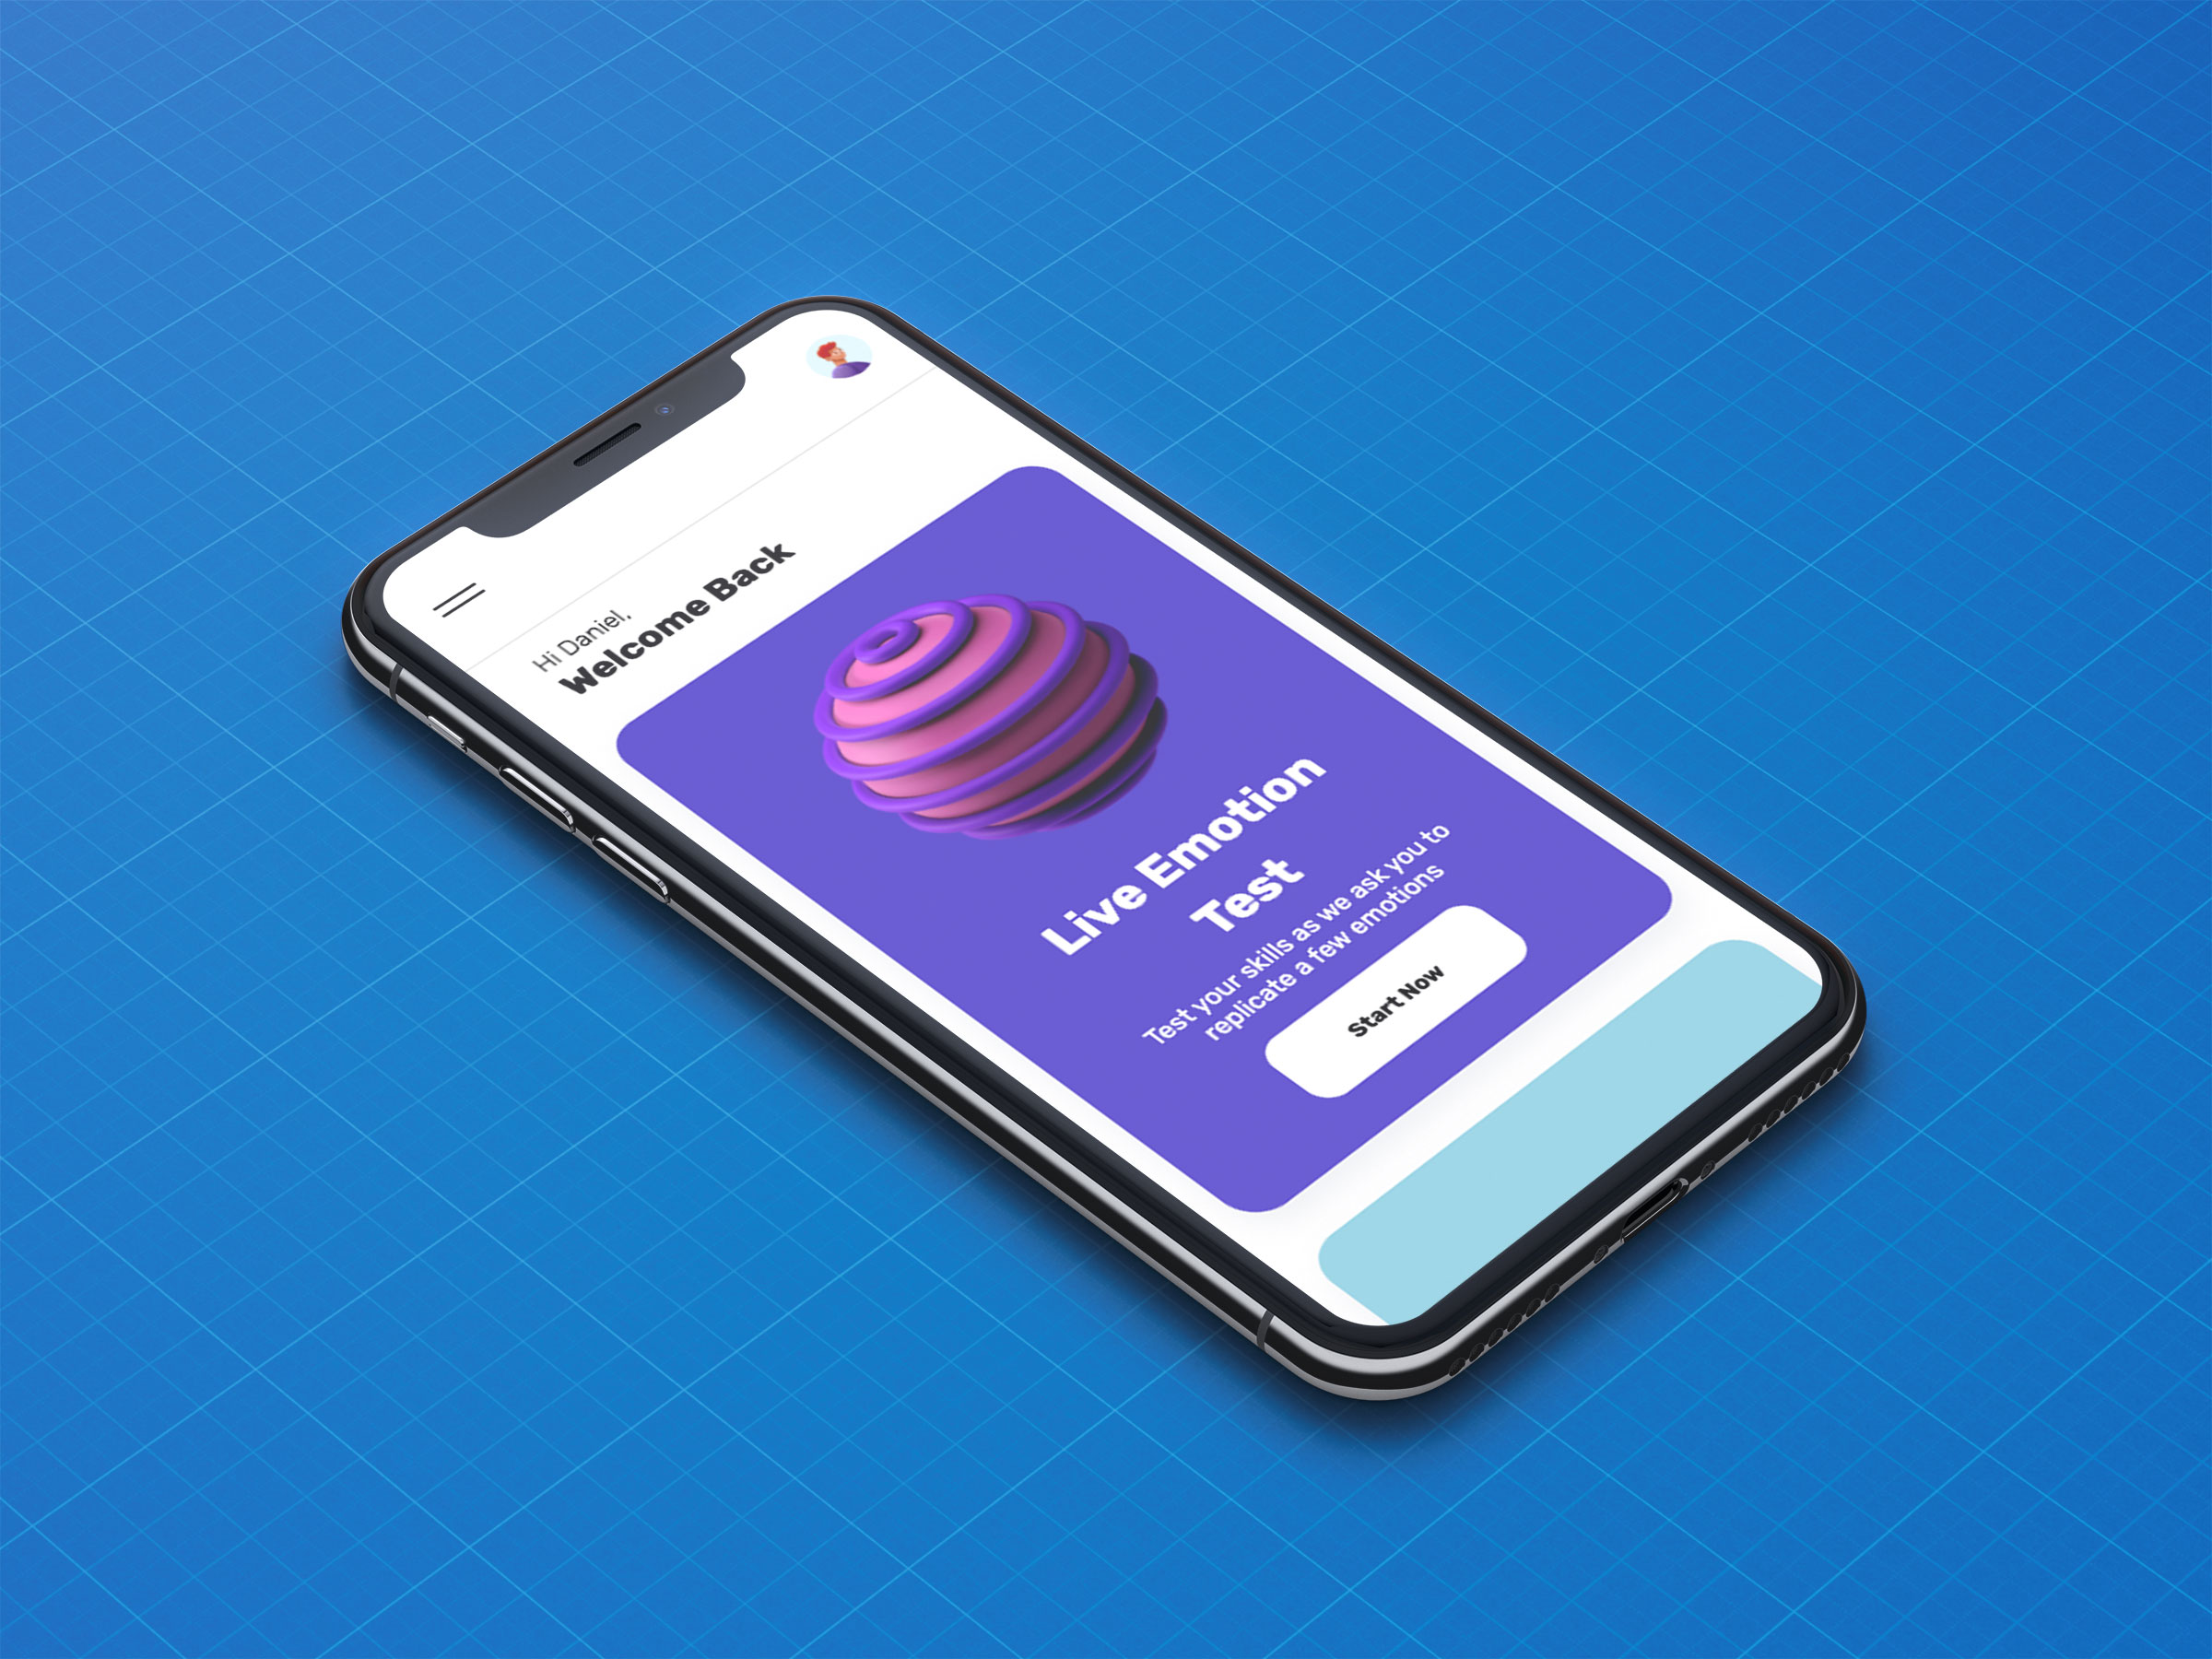 Hi Daniel,
Welcome Back
Live Emotion
Test
Test your skills as we ask you to
replicate a few emotions
Start Now